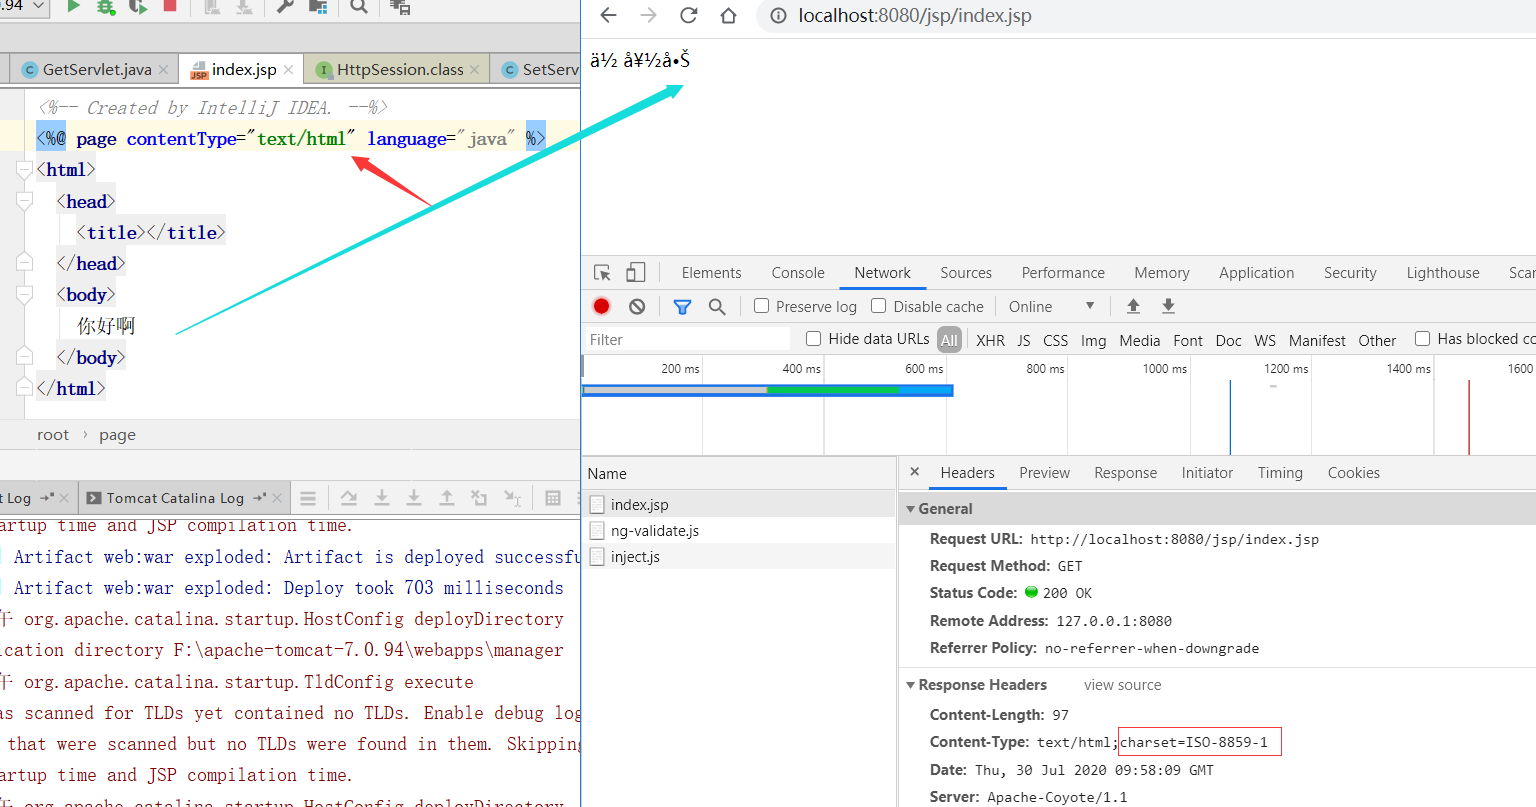 0.94
GetServlet.java
index.jsp
HttpSession.class
SetServ
<%-- Created by IntelliJ IDEA. --%>
<%@ page contentType="text/html" language="java" %>
<html>
<head>
<title></title>
</head>
<body>
你好啊
</body>
</html>
root › page
t Log
Tomcat Catalina Log
artup time and JSP compilation time.
Artifact web:war exploded: Artifact is deployed successfu
Artifact web:war exploded: Deploy took 703 milliseconds
午 org.apache.catalina.startup.HostConfig deployDirectory
ication directory F:\apache-tomcat-7.0.94\webapps\manager
午 org.apache.catalina.startup.TldConfig execute
as scanned for TLDs yet contained no TLDs. Enable debug log
that were scanned but no TLDs were found in them. Skipping
artup time and JSP compilation time.
午 org.apache.catalina.startup.HostConfig deployDirectory
localhost:8080/jsp/index.jsp
ä½ å¥½å•Š
Elements Console Network Sources Performance Memory Application Security Lighthouse Scar
Preserve log Disable cache Online
Filter Hide data URLs All XHR JS CSS Img Media Font Doc WS Manifest Other Has blocked co
200 ms 400 ms 600 ms 800 ms 1000 ms 1200 ms 1400 ms 1600
Name
index.jsp
ng-validate.js
inject.js
Headers Preview Response Initiator Timing Cookies
General
Request URL: http://localhost:8080/jsp/index.jsp
Request Method: GET
Status Code: 200 OK
Remote Address: 127.0.0.1:8080
Referrer Policy: no-referrer-when-downgrade
Response Headers view source
Content-Length: 97
Content-Type: text/html;charset=ISO-8859-1
Date: Thu, 30 Jul 2020 09:58:09 GMT
Server: Apache-Coyote/1.1